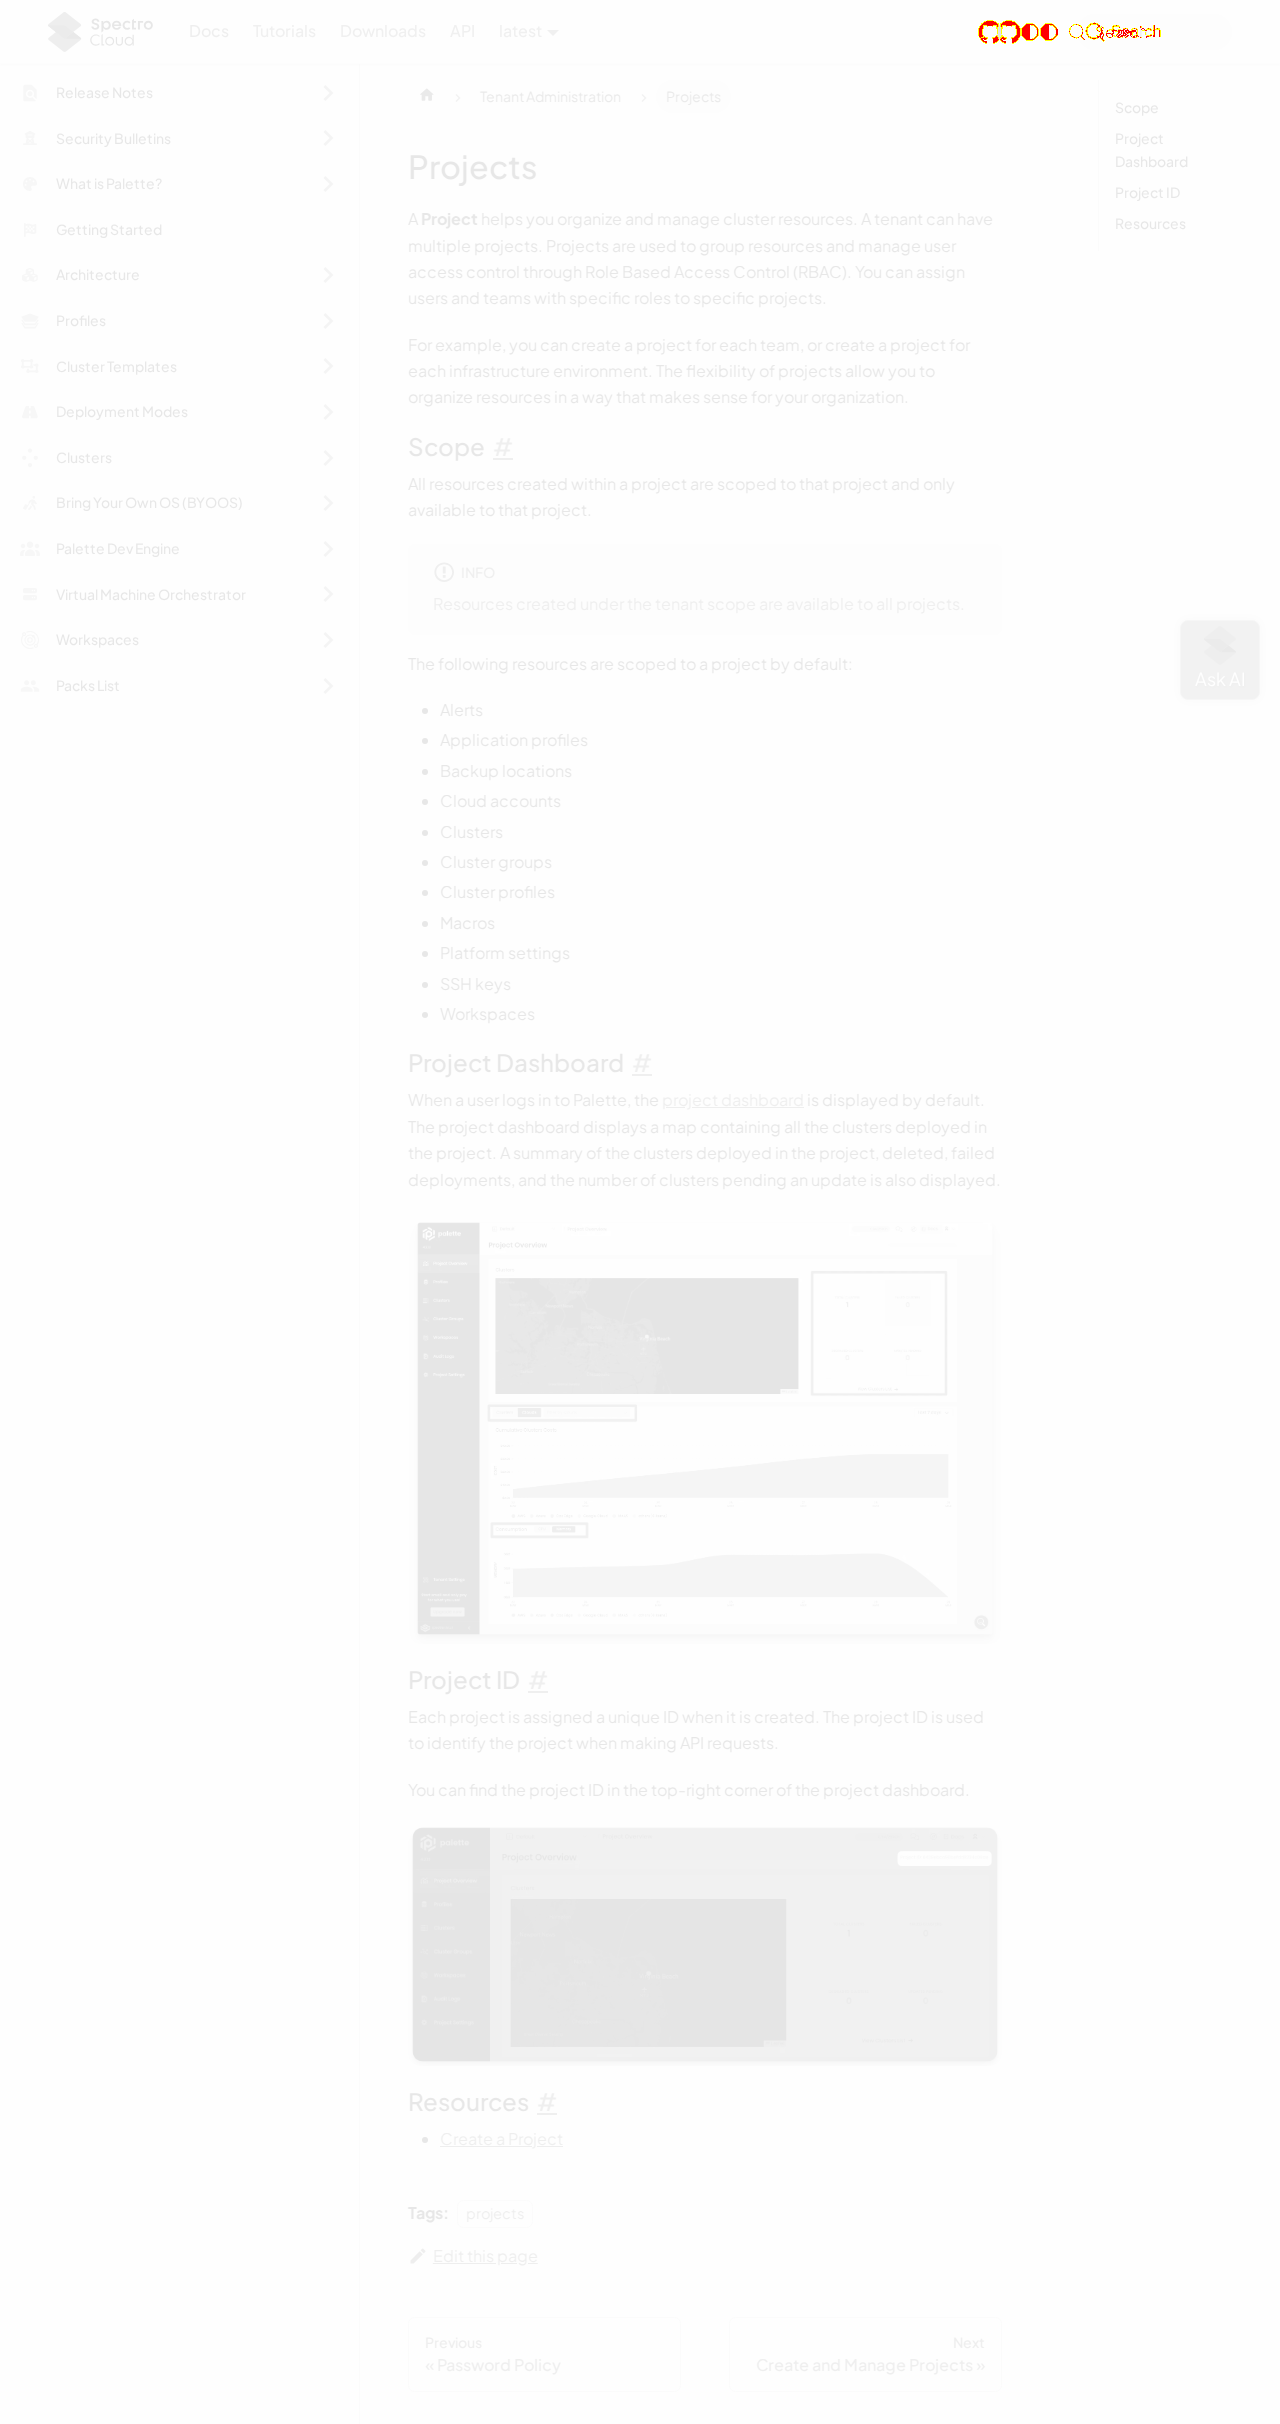 Spectro
Cloud
Docs
Tutorials
Downloads
API
latest
Release Notes
Security Bulletins
What is Palette?
Getting Started
Architecture
Profiles
Cluster Templates
Deployment Modes
Clusters
Bring Your Own OS (BYOOS)
Palette Dev Engine
Virtual Machine Orchestrator
Workspaces
Packs List
Tenant Administration
Projects
Projects
A Project helps you organize and manage cluster resources. A tenant can have
multiple projects. Projects are used to group resources and manage user
access control through Role Based Access Control (RBAC). You can assign
users and teams with specific roles to specific projects.
For example, you can create a project for each team, or create a project for
each infrastructure environment. The flexibility of projects allow you to
organize resources in a way that makes sense for your organization.
Scope #
All resources created within a project are scoped to that project and only
available to that project.
INFO
Resources created under the tenant scope are available to all projects.
The following resources are scoped to a project by default:
Alerts
Application profiles
Backup locations
Cloud accounts
Clusters
Cluster groups
Cluster profiles
Macros
Platform settings
SSH keys
Workspaces
Project Dashboard #
When a user logs in to Palette, the project dashboard is displayed by default.
The project dashboard displays a map containing all the clusters deployed in
the project. A summary of the clusters deployed in the project, deleted, failed
deployments, and the number of clusters pending an update is also displayed.
palette
Project Overview
Project ID #
Each project is assigned a unique ID when it is created. The project ID is used
to identify the project when making API requests.
You can find the project ID in the top-right corner of the project dashboard.
palette
Project Overview
Resources #
Create a Project
Tags:
projects
Edit this page
Previous
« Password Policy
Next
Create and Manage Projects »
Scope
Project
Dashboard
Project ID
Resources
Ask AI